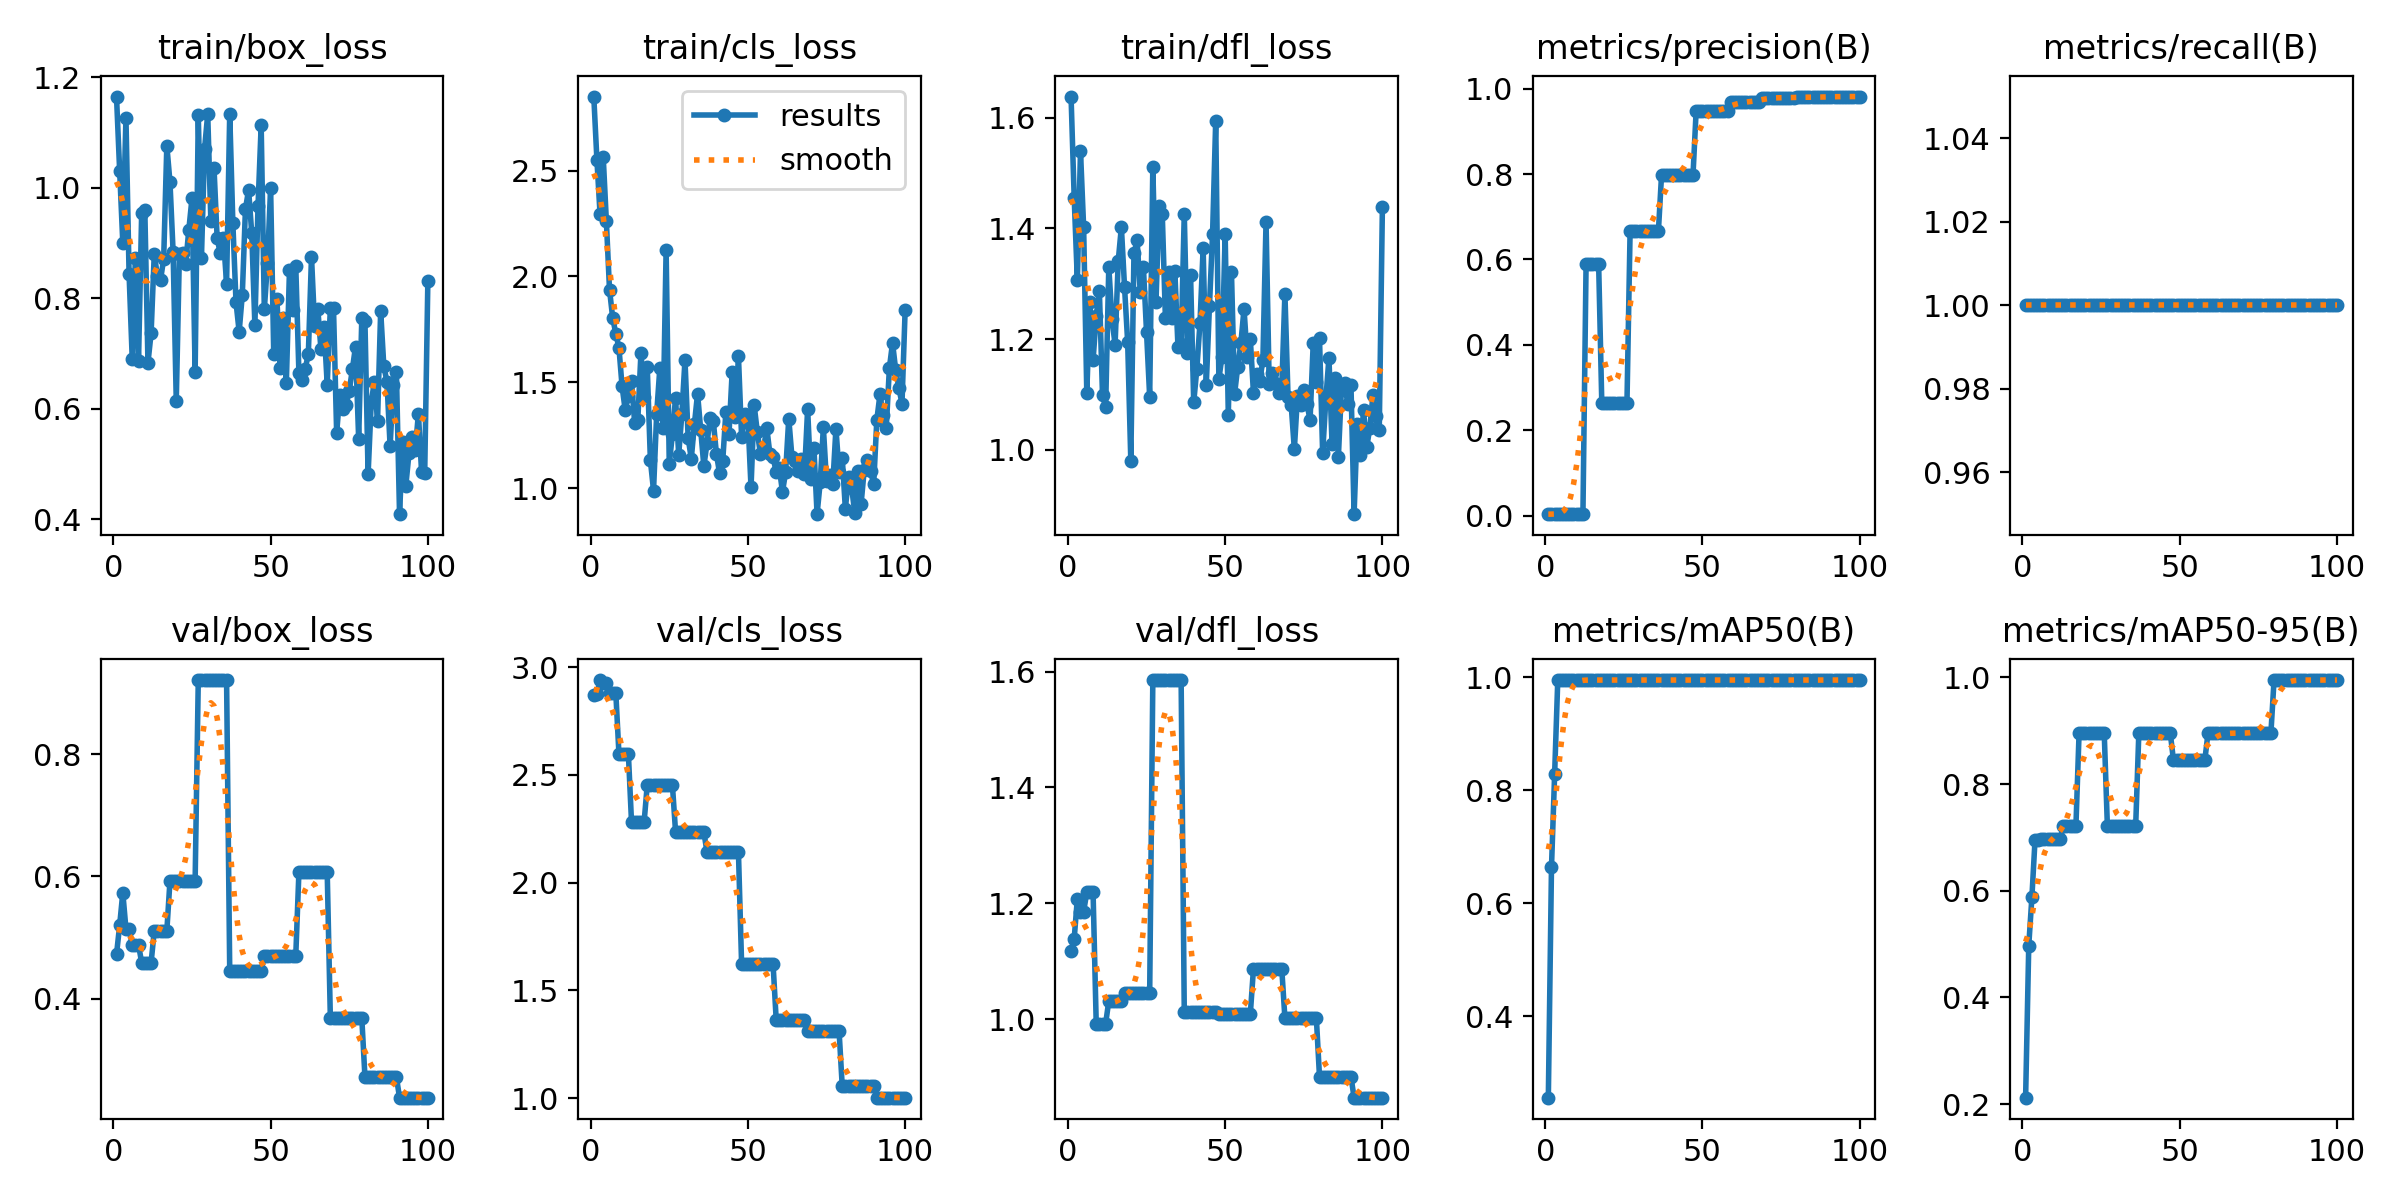 train/box_loss
1.2
1.0
0.8
0.6
0.4
0 50 100
train/cls_loss
results
smooth
2.5
2.0
1.5
1.0
0 50 100
train/dfl_loss
1.6
1.4
1.2
1.0
0 50 100
metrics/precision(B)
1.0
0.8
0.6
0.4
0.2
0.0
0 50 100
metrics/recall(B)
1.04
1.02
1.00
0.98
0.96
0 50 100
val/box_loss
0.8
0.6
0.4
0 50 100
val/cls_loss
3.0
2.5
2.0
1.5
1.0
0 50 100
val/dfl_loss
1.6
1.4
1.2
1.0
0 50 100
metrics/mAP50(B)
1.0
0.8
0.6
0.4
0 50 100
metrics/mAP50-95(B)
1.0
0.8
0.6
0.4
0.2
0 50 100